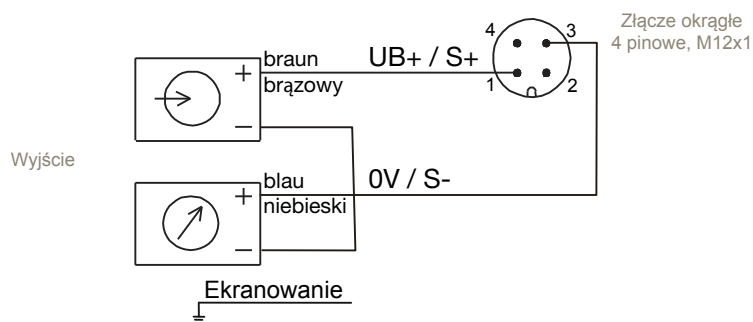 Złącze okrągłe
4 pinowe, M12x1
4
3
1
2
+
braun
brązowy
UB+ / S+
–
Wyjście
+
blau
niebieski
0V / S-
–
Ekranowanie